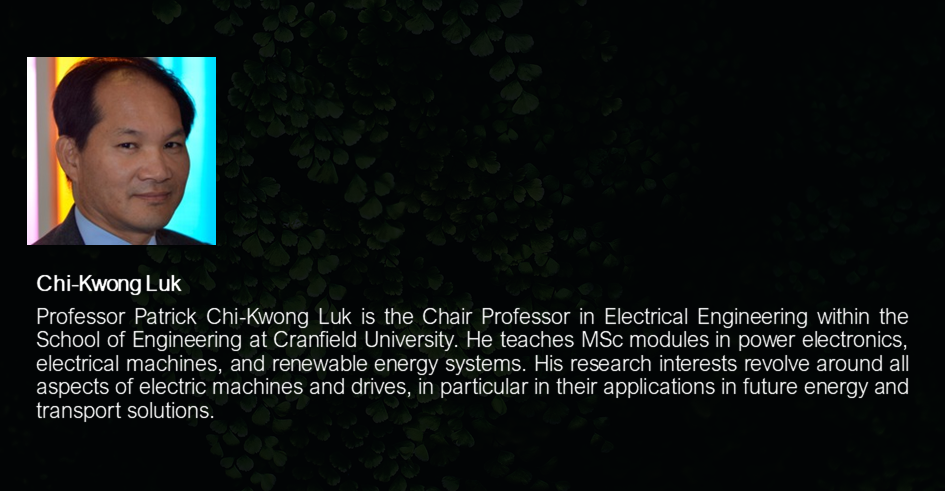 Chi-Kwong Luk
Professor Patrick Chi-Kwong Luk is the Chair Professor in Electrical Engineering within the
School of Engineering at Cranfield University. He teaches MSc modules in power electronics,
electrical machines, and renewable energy systems. His research interests revolve around all
aspects of electric machines and drives, in particular in their applications in future energy and
transport solutions.